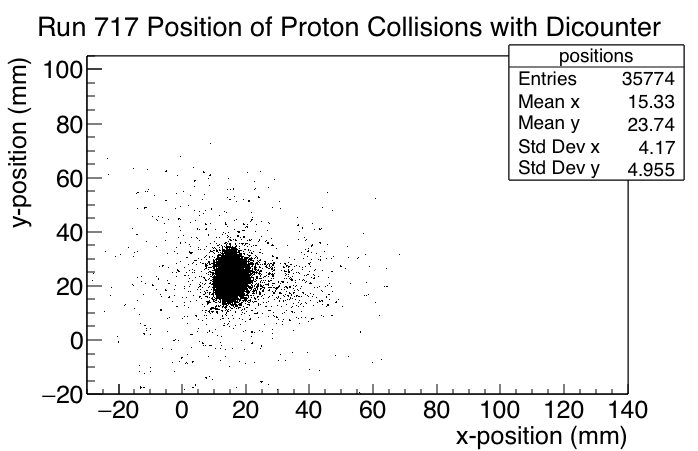 Run 717 Position of Proton Collisions with Dicounter
positions
Entries 35774
Mean x 15.33
Mean y 23.74
Std Dev x 4.17
Std Dev y 4.955
y-position (mm)
100
80
60
40
20
0
−20
−20 0 20 40 60 80 100 120 140
x-position (mm)